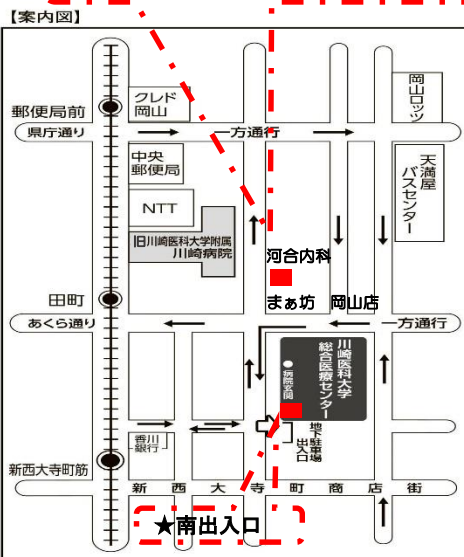 【案内図】
クレド
岡山
岡山ロッツ
郵便局前
県庁通り
一方通行
中央
郵便局
天満屋
バスセンター
NTT
旧川崎医科大学附属
川崎病院
河合内科
田町
まぁ坊 岡山店
あくら通り
一方通行
川崎医科大学
総合医療センター
病院玄関
地下駐車場
出入口
香川
銀行
新西大寺町筋
新西大寺町商店街
★南出入口